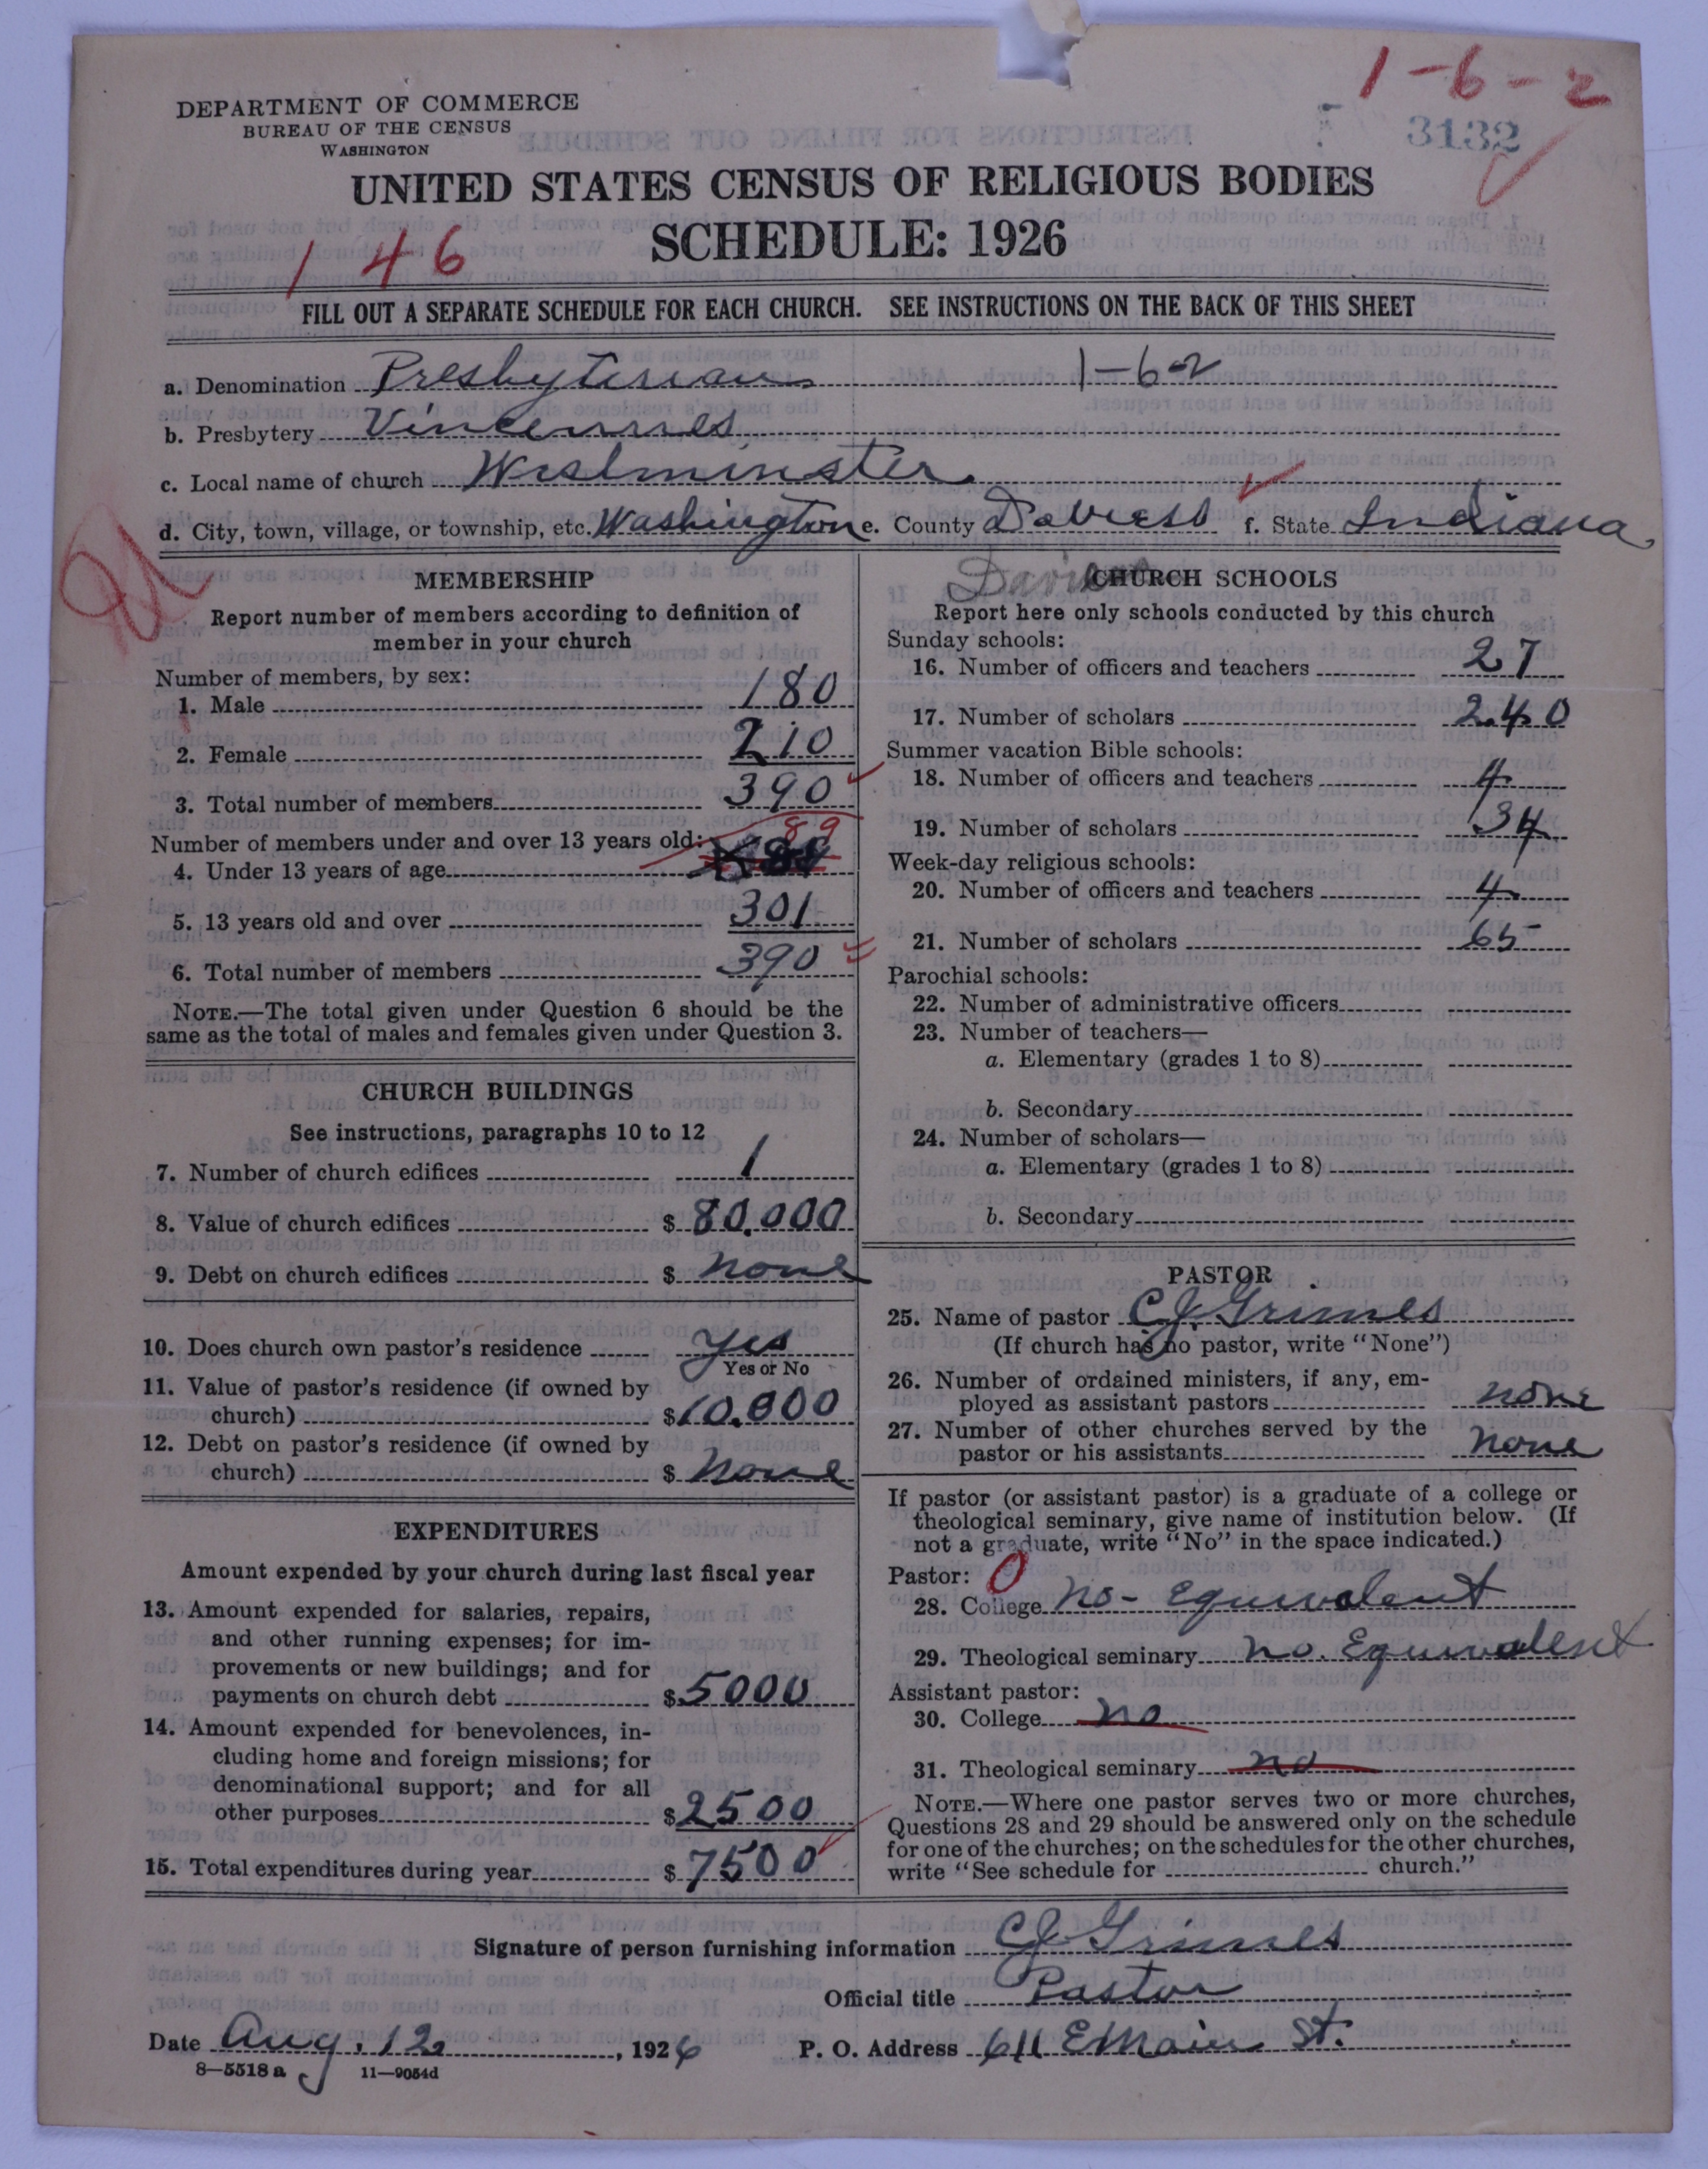 1-6-2
3132
DEPARTMENT OF COMMERCE
BUREAU OF THE CENSUS
WASHINGTON
UNITED STATES CENSUS OF RELIGIOUS BODIES
SCHEDULE: 1926
1 46
FILL OUT A SEPARATE SCHEDULE FOR EACH CHURCH. SEE INSTRUCTIONS ON THE BACK OF THIS SHEET
a. Denomination Presbyterian 1-6-2
b. Presbytery Vincennes
c. Local name of church Westminster
d. City, town, village, or township, etc. Washington e. County Daviess f. State Indiana
MEMBERSHIP
Report number of members according to definition of
member in your church
Number of members, by sex:
1. Male 180
2. Female 210
3. Total number of members 390
Number of members under and over 13 years old:
4. Under 13 years of age 89
5. 13 years old and over 301
6. Total number of members 390
NOTE.—The total given under Question 6 should be the
same as the total of males and females given under Question 3.
CHURCH BUILDINGS
See instructions, paragraphs 10 to 12
7. Number of church edifices 1
8. Value of church edifices $ 80.000
9. Debt on church edifices $ none
10. Does church own pastor's residence yes
Yes or No
11. Value of pastor's residence (if owned by
church) $10.000
12. Debt on pastor's residence (if owned by
church) $ none
EXPENDITURES
Amount expended by your church during last fiscal year
13. Amount expended for salaries, repairs,
and other running expenses; for im-
provements or new buildings; and for
payments on church debt $5000
14. Amount expended for benevolences, in-
cluding home and foreign missions; for
denominational support; and for all
other purposes $2500
15. Total expenditures during year $7500
Davies
CHURCH SCHOOLS
Report here only schools conducted by this church
Sunday schools:
16. Number of officers and teachers 27
17. Number of scholars 240
Summer vacation Bible schools:
18. Number of officers and teachers 4
19. Number of scholars 34
Week-day religious schools:
20. Number of officers and teachers 4
21. Number of scholars 65
Parochial schools:
22. Number of administrative officers
23. Number of teachers—
a. Elementary (grades 1 to 8)
b. Secondary
24. Number of scholars—
a. Elementary (grades 1 to 8)
b. Secondary
PASTOR
25. Name of pastor C. J. Grimes
(If church has no pastor, write "None")
26. Number of ordained ministers, if any, em-
ployed as assistant pastors none
27. Number of other churches served by the
pastor or his assistants none
If pastor (or assistant pastor) is a graduate of a college or
theological seminary, give name of institution below. (If
not a graduate, write "No" in the space indicated.)
Pastor: 0
28. College no - Equivalent
29. Theological seminary no. Equivalent
Assistant pastor:
30. College no
31. Theological seminary no
NOTE.—Where one pastor serves two or more churches,
Questions 28 and 29 should be answered only on the schedule
for one of the churches; on the schedules for the other churches,
write "See schedule for church."
Signature of person furnishing information C J Grimes
Official title Pastor
Date Aug. 12, 1926 P. O. Address 611 E Main St.
8—5518 a 11—9054d